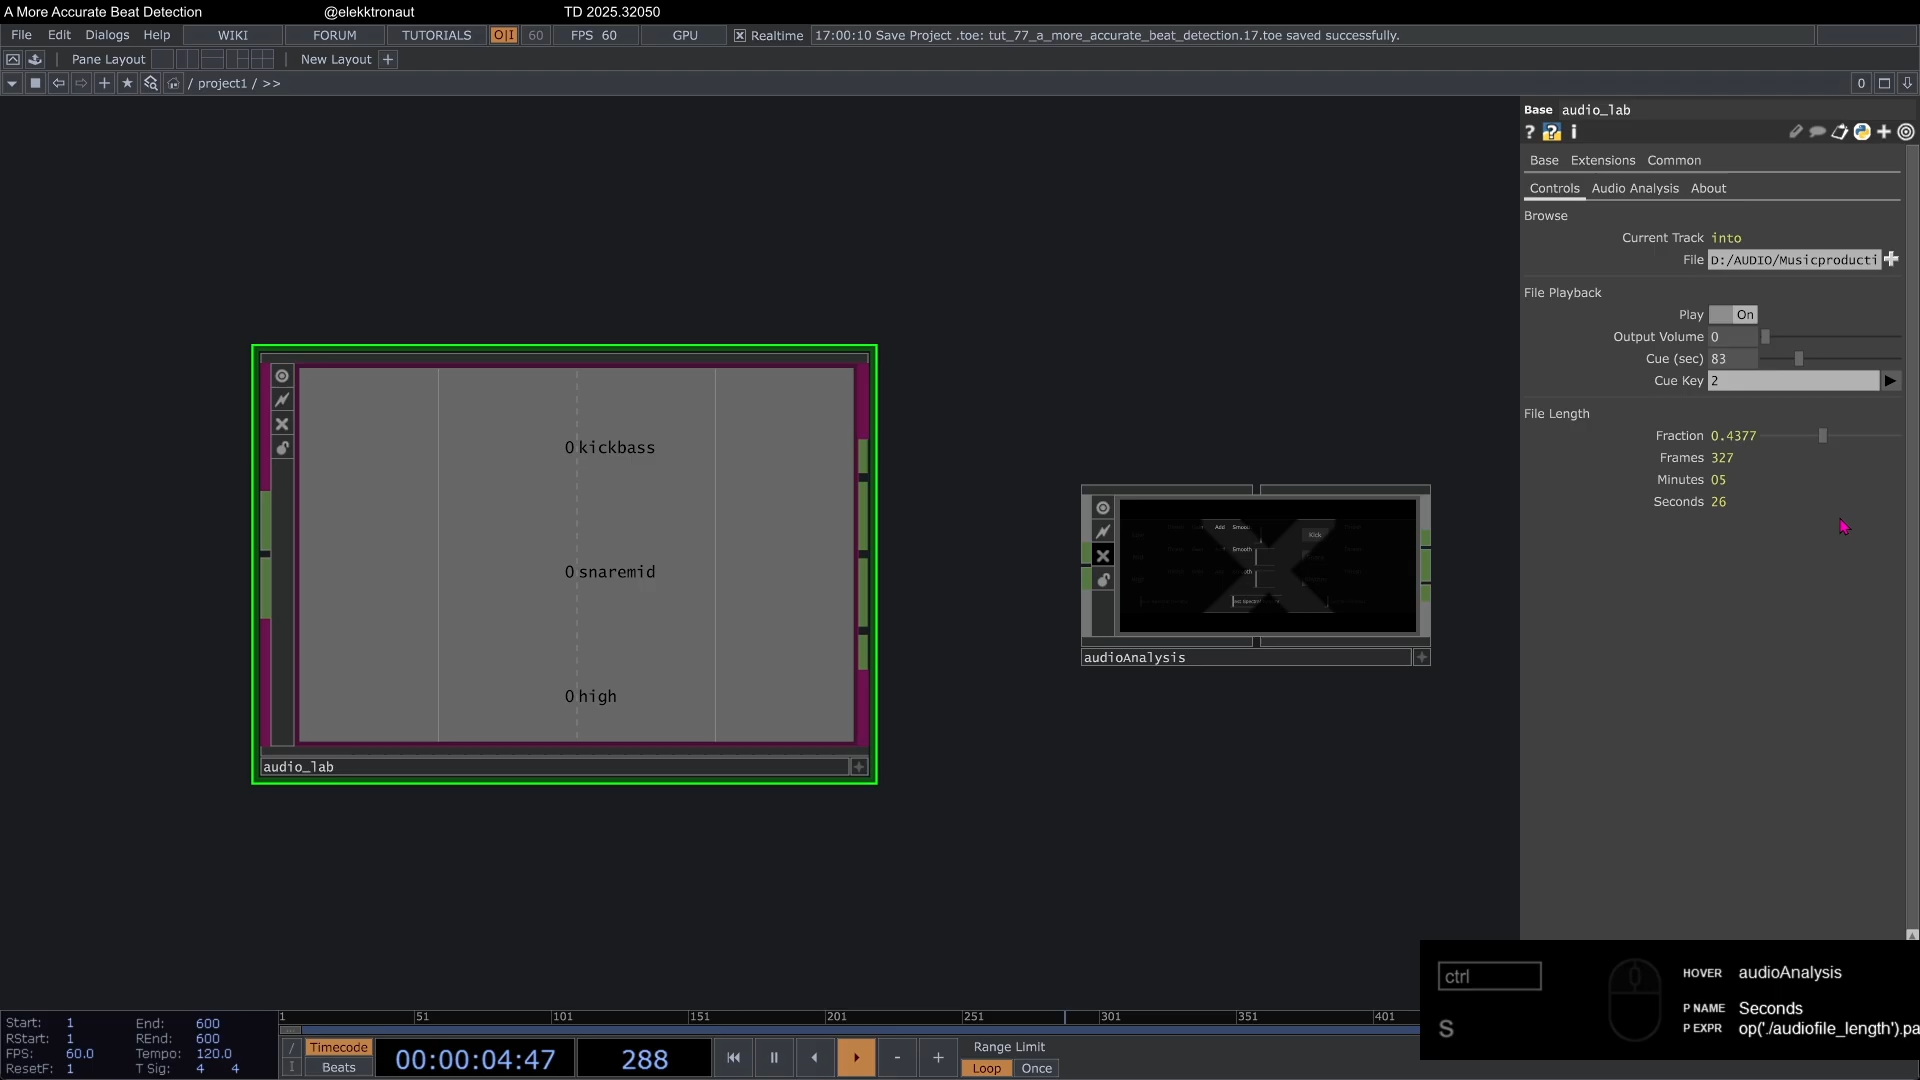 A More Accurate Beat Detection @elekktronaut TD 2025.32050
File Edit Dialogs Help WIKI FORUM TUTORIALS O|I 60 FPS 60 GPU Realtime 17:00:10 Save Project .toe: tut_77_a_more_accurate_beat_detection.17.toe saved successfully.
Pane Layout New Layout
/ project1 / >> 0
Base audio_lab
Base Extensions Common
Controls Audio Analysis About
Browse
Current Track into
File D:/AUDIO/Musicproducti
File Playback
Play On
Output Volume 0
Cue (sec) 83
Cue Key 2
File Length
Fraction 0.4377
Frames 327
Minutes 05
Seconds 26
0 kickbass
0 snaremid
0 high
audio_lab
Add Smoo
Kick
Smooth
audioAnalysis
ctrl
S
HOVER audioAnalysis
P NAME Seconds
P EXPR op('./audiofile_length').pa
Start: 1 End: 600
RStart: 1 REnd: 600
FPS: 60.0 Tempo: 120.0
ResetF: 1 T Sig: 4 4
1 51 101 151 201 251 301 351 401
Timecode
Beats
00:00:04:47 288
Range Limit
Loop Once